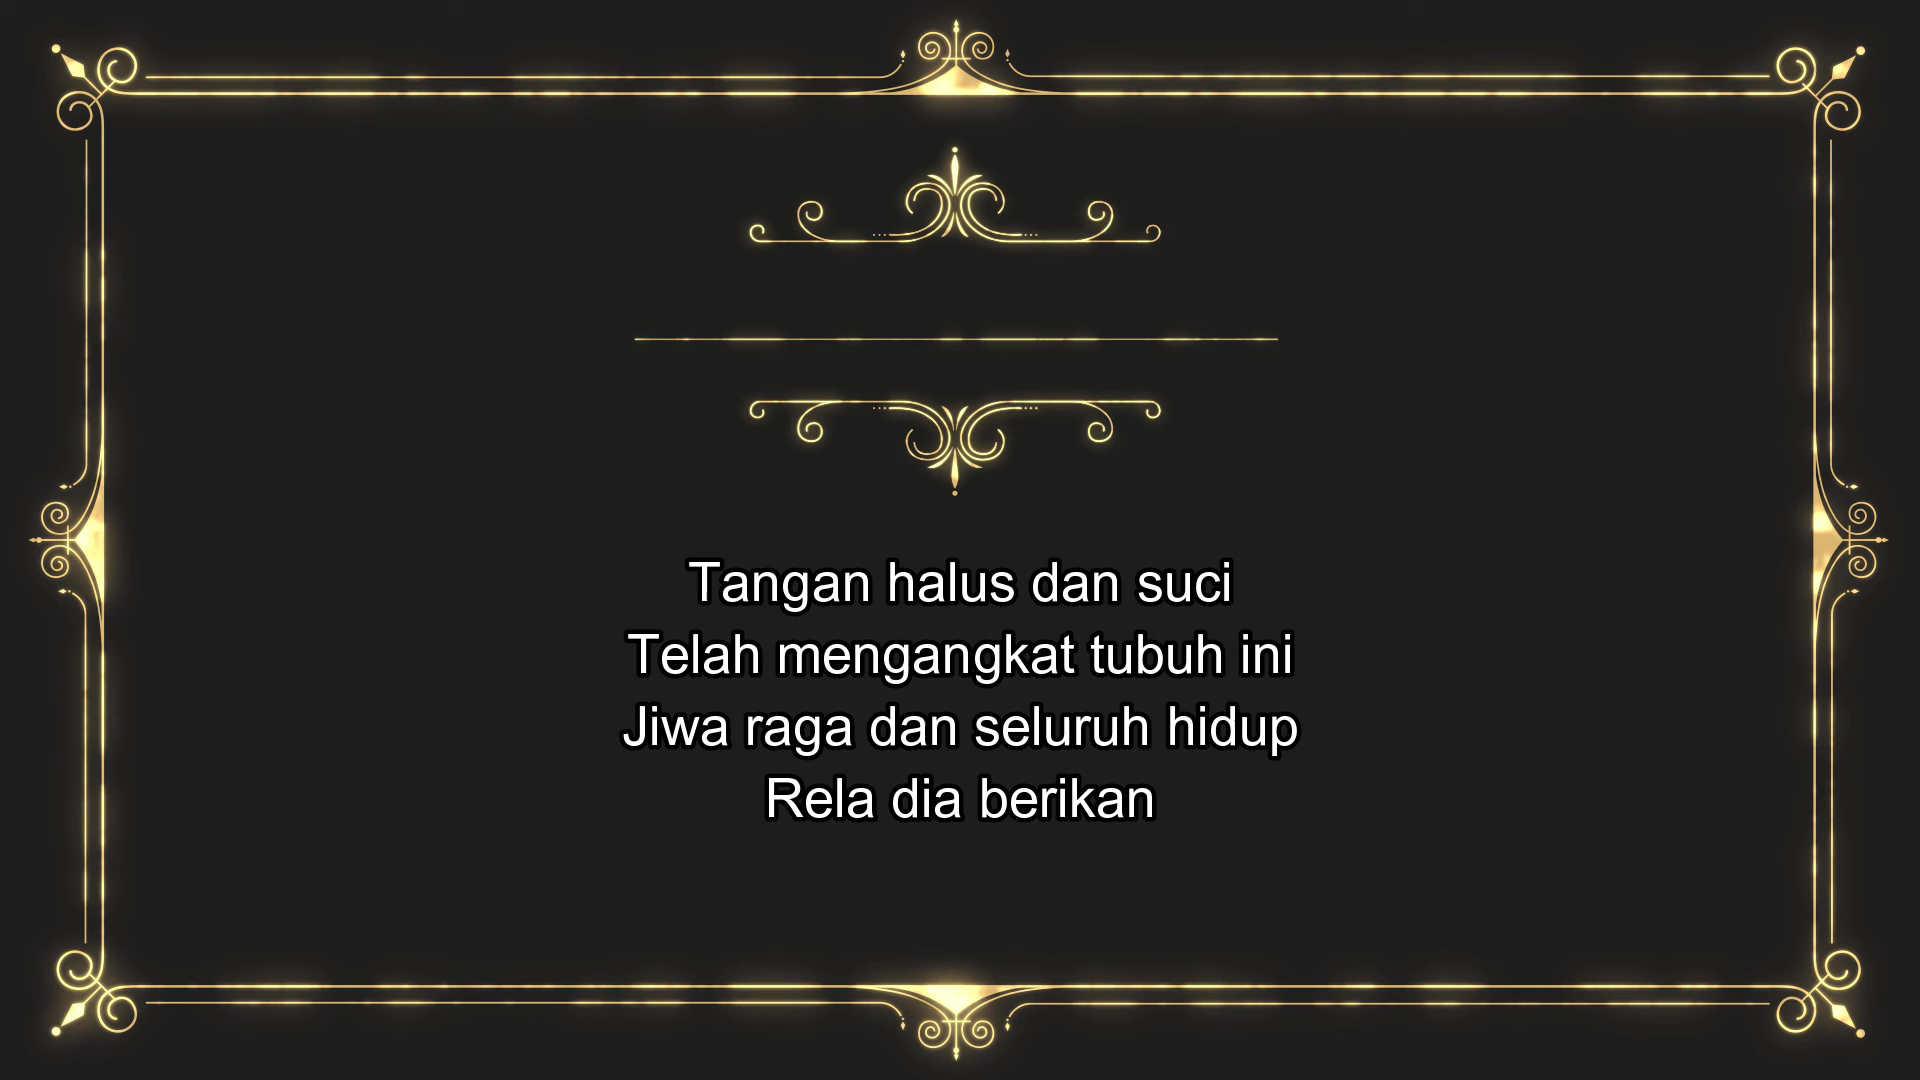 Tangan halus dan suci
Telah mengangkat tubuh ini
Jiwa raga dan seluruh hidup
Rela dia berikan